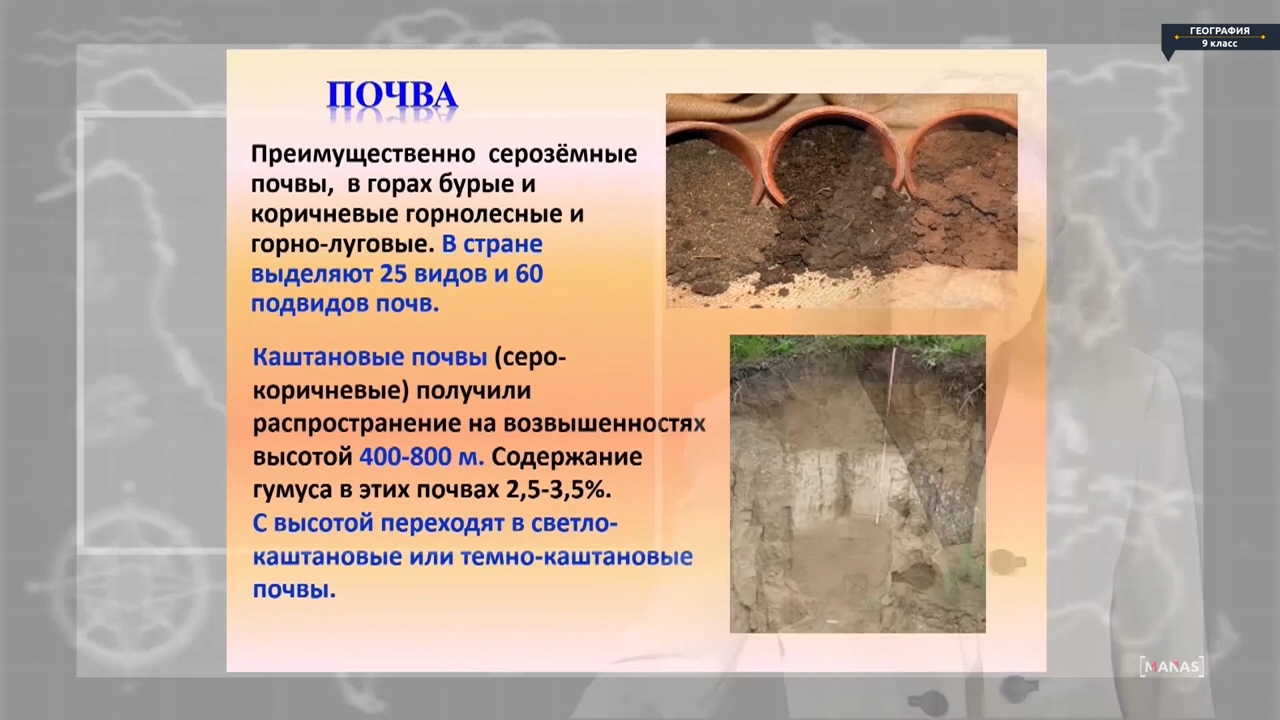 ГЕОГРАФИЯ
9 класс
ПОЧВА
Преимущественно серозёмные
почвы, в горах бурые и
коричневые горнолесные и
горно-луговые. В стране
выделяют 25 видов и 60
подвидов почв.
Каштановые почвы (серо-
коричневые) получили
распространение на возвышенностях
высотой 400-800 м. Содержание
гумуса в этих почвах 2,5-3,5%.
С высотой переходят в светло-
каштановые или темно-каштановые
почвы.
[MANAS]